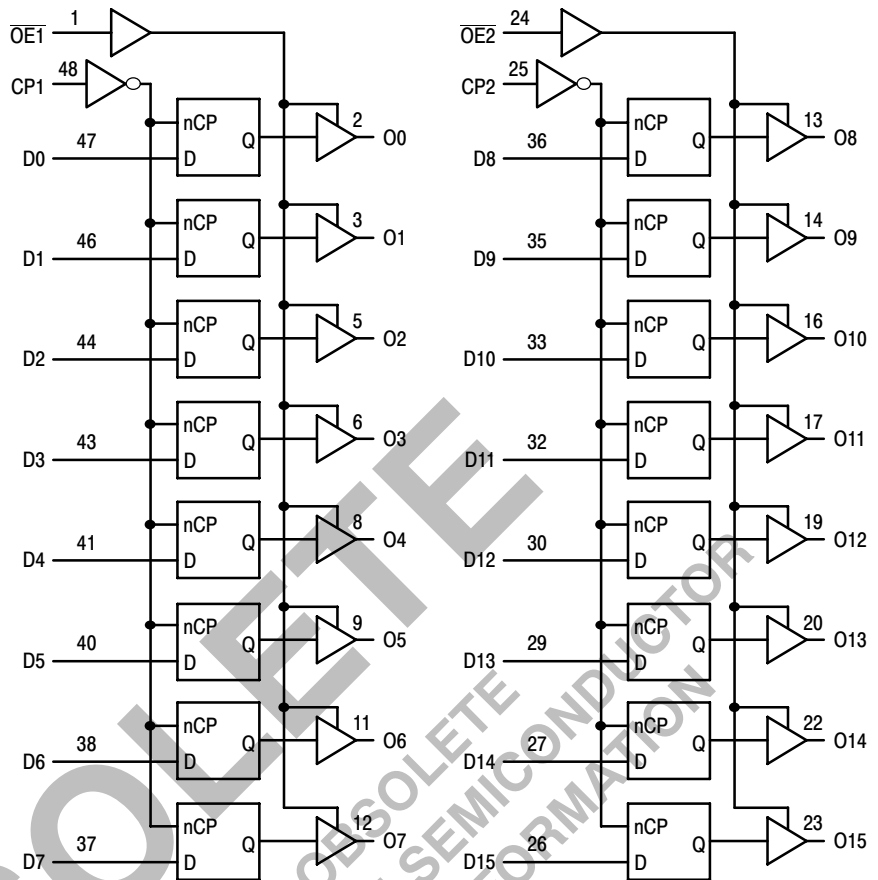 OE1 1
CP1 48
nCP
D0 47 D Q 2 O0
nCP
D1 46 D Q 3 O1
nCP
D2 44 D Q 5 O2
nCP
D3 43 D Q 6 O3
nCP
D4 41 D Q 8 O4
nCP
D5 40 D Q 9 O5
nCP
D6 38 D Q 11 O6
nCP
D7 37 D Q 12 O7
OE2 24
CP2 25
nCP
D8 36 D Q 13 O8
nCP
D9 35 D Q 14 O9
nCP
D10 33 D Q 16 O10
nCP
D11 32 D Q 17 O11
nCP
D12 30 D Q 19 O12
nCP
D13 29 D Q 20 O13
nCP
D14 27 D Q 22 O14
nCP
D15 26 D Q 23 O15
OLETE
OBSOLETE
SEMICONDUCTOR
FORMATION